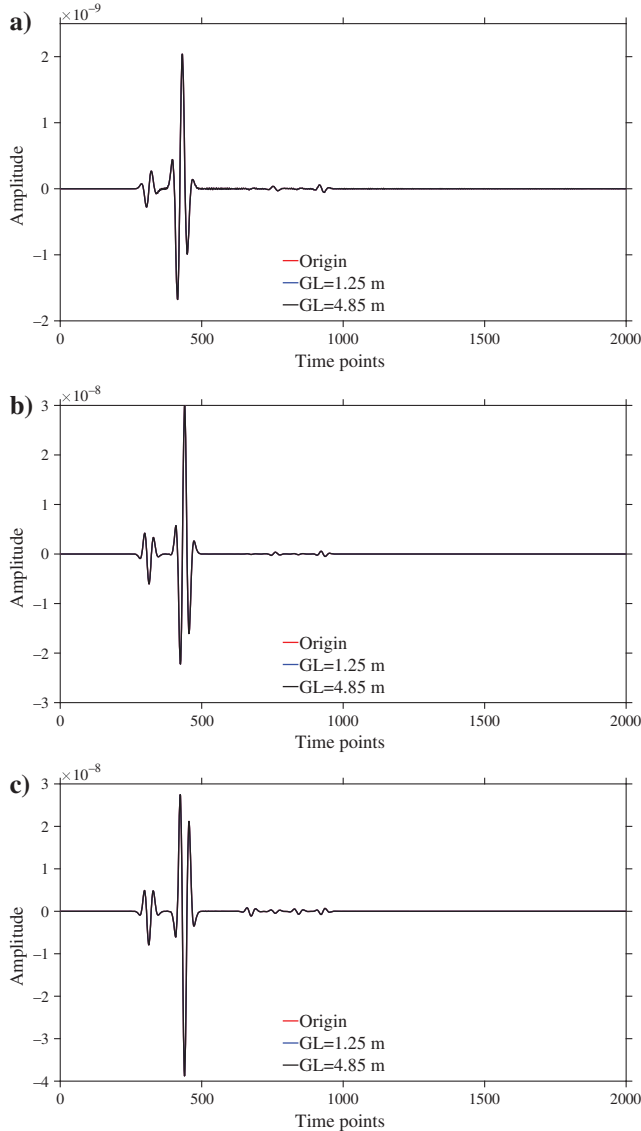 a)
×10⁻⁹
2
1
0
−1
−2
Amplitude
Origin
GL=1.25 m
GL=4.85 m
0 500 1000 1500 2000
Time points
b)
×10⁻⁸
3
2
1
0
−1
−2
−3
Amplitude
Origin
GL=1.25 m
GL=4.85 m
0 500 1000 1500 2000
Time points
c)
×10⁻⁸
3
2
1
0
−1
−2
−3
−4
Amplitude
Origin
GL=1.25 m
GL=4.85 m
0 500 1000 1500 2000
Time points